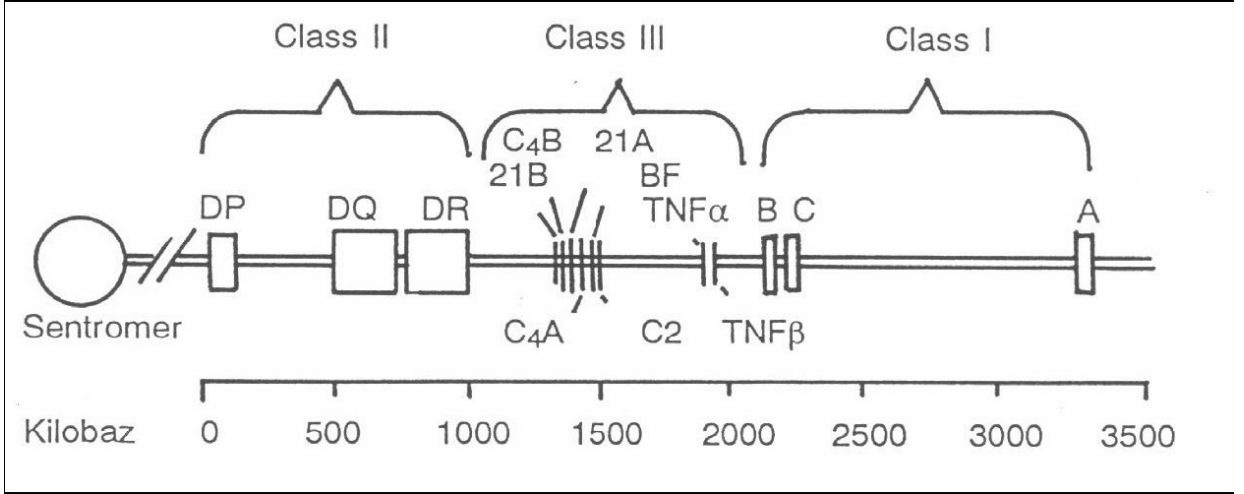 Class II Class III Class I
C₄B 21A
21B BF
DP DQ DR TNFα B C A
Sentromer C₄A C2 TNFβ
Kilobaz 0 500 1000 1500 2000 2500 3000 3500